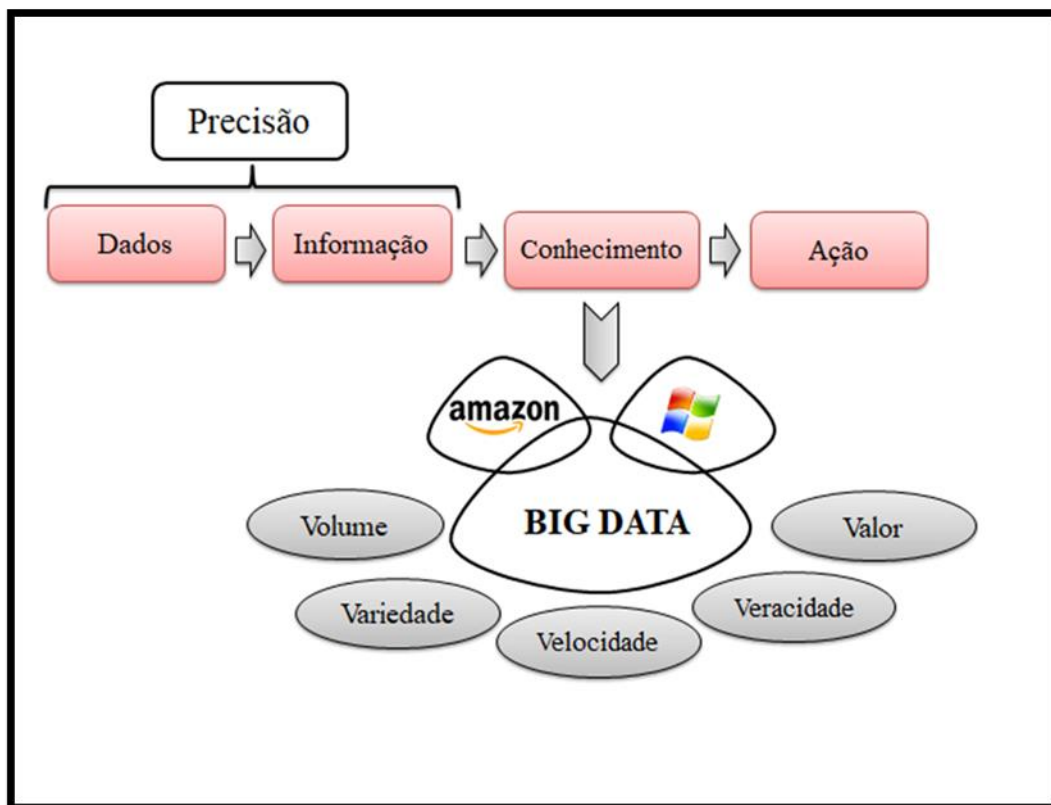 Precisão
Dados
Informação
Conhecimento
Ação
amazon
BIG DATA
Volume
Valor
Variedade
Veracidade
Velocidade